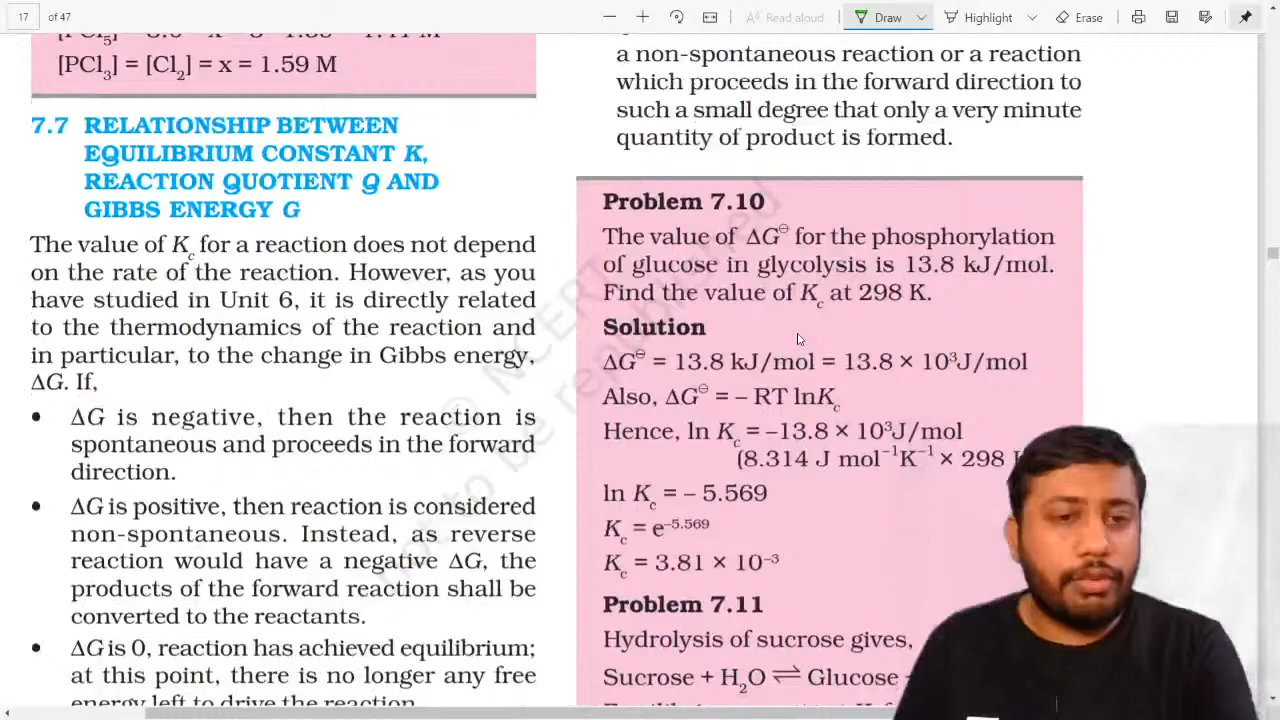 17 of 47
Read aloud
Draw
Highlight
Erase
[PCl3] = [Cl2] = x = 1.59 M
7.7 RELATIONSHIP BETWEEN
EQUILIBRIUM CONSTANT K,
REACTION QUOTIENT Q AND
GIBBS ENERGY G
The value of Kc for a reaction does not depend
on the rate of the reaction. However, as you
have studied in Unit 6, it is directly related
to the thermodynamics of the reaction and
in particular, to the change in Gibbs energy,
ΔG. If,
• ΔG is negative, then the reaction is
spontaneous and proceeds in the forward
direction.
• ΔG is positive, then reaction is considered
non-spontaneous. Instead, as reverse
reaction would have a negative ΔG, the
products of the forward reaction shall be
converted to the reactants.
• ΔG is 0, reaction has achieved equilibrium;
at this point, there is no longer any free
energy left to drive the reaction.
a non-spontaneous reaction or a reaction
which proceeds in the forward direction to
such a small degree that only a very minute
quantity of product is formed.
Problem 7.10
The value of ΔG⊖ for the phosphorylation
of glucose in glycolysis is 13.8 kJ/mol.
Find the value of Kc at 298 K.
Solution
ΔG⊖ = 13.8 kJ/mol = 13.8 × 10³J/mol
Also, ΔG⊖ = – RT lnKc
Hence, ln Kc = –13.8 × 10³J/mol
(8.314 J mol⁻¹K⁻¹ × 298
ln Kc = – 5.569
Kc = e⁻⁵·⁵⁶⁹
Kc = 3.81 × 10⁻³
Problem 7.11
Hydrolysis of sucrose gives,
Sucrose + H2O ⇌ Glucose
© NCERT
not to be republished